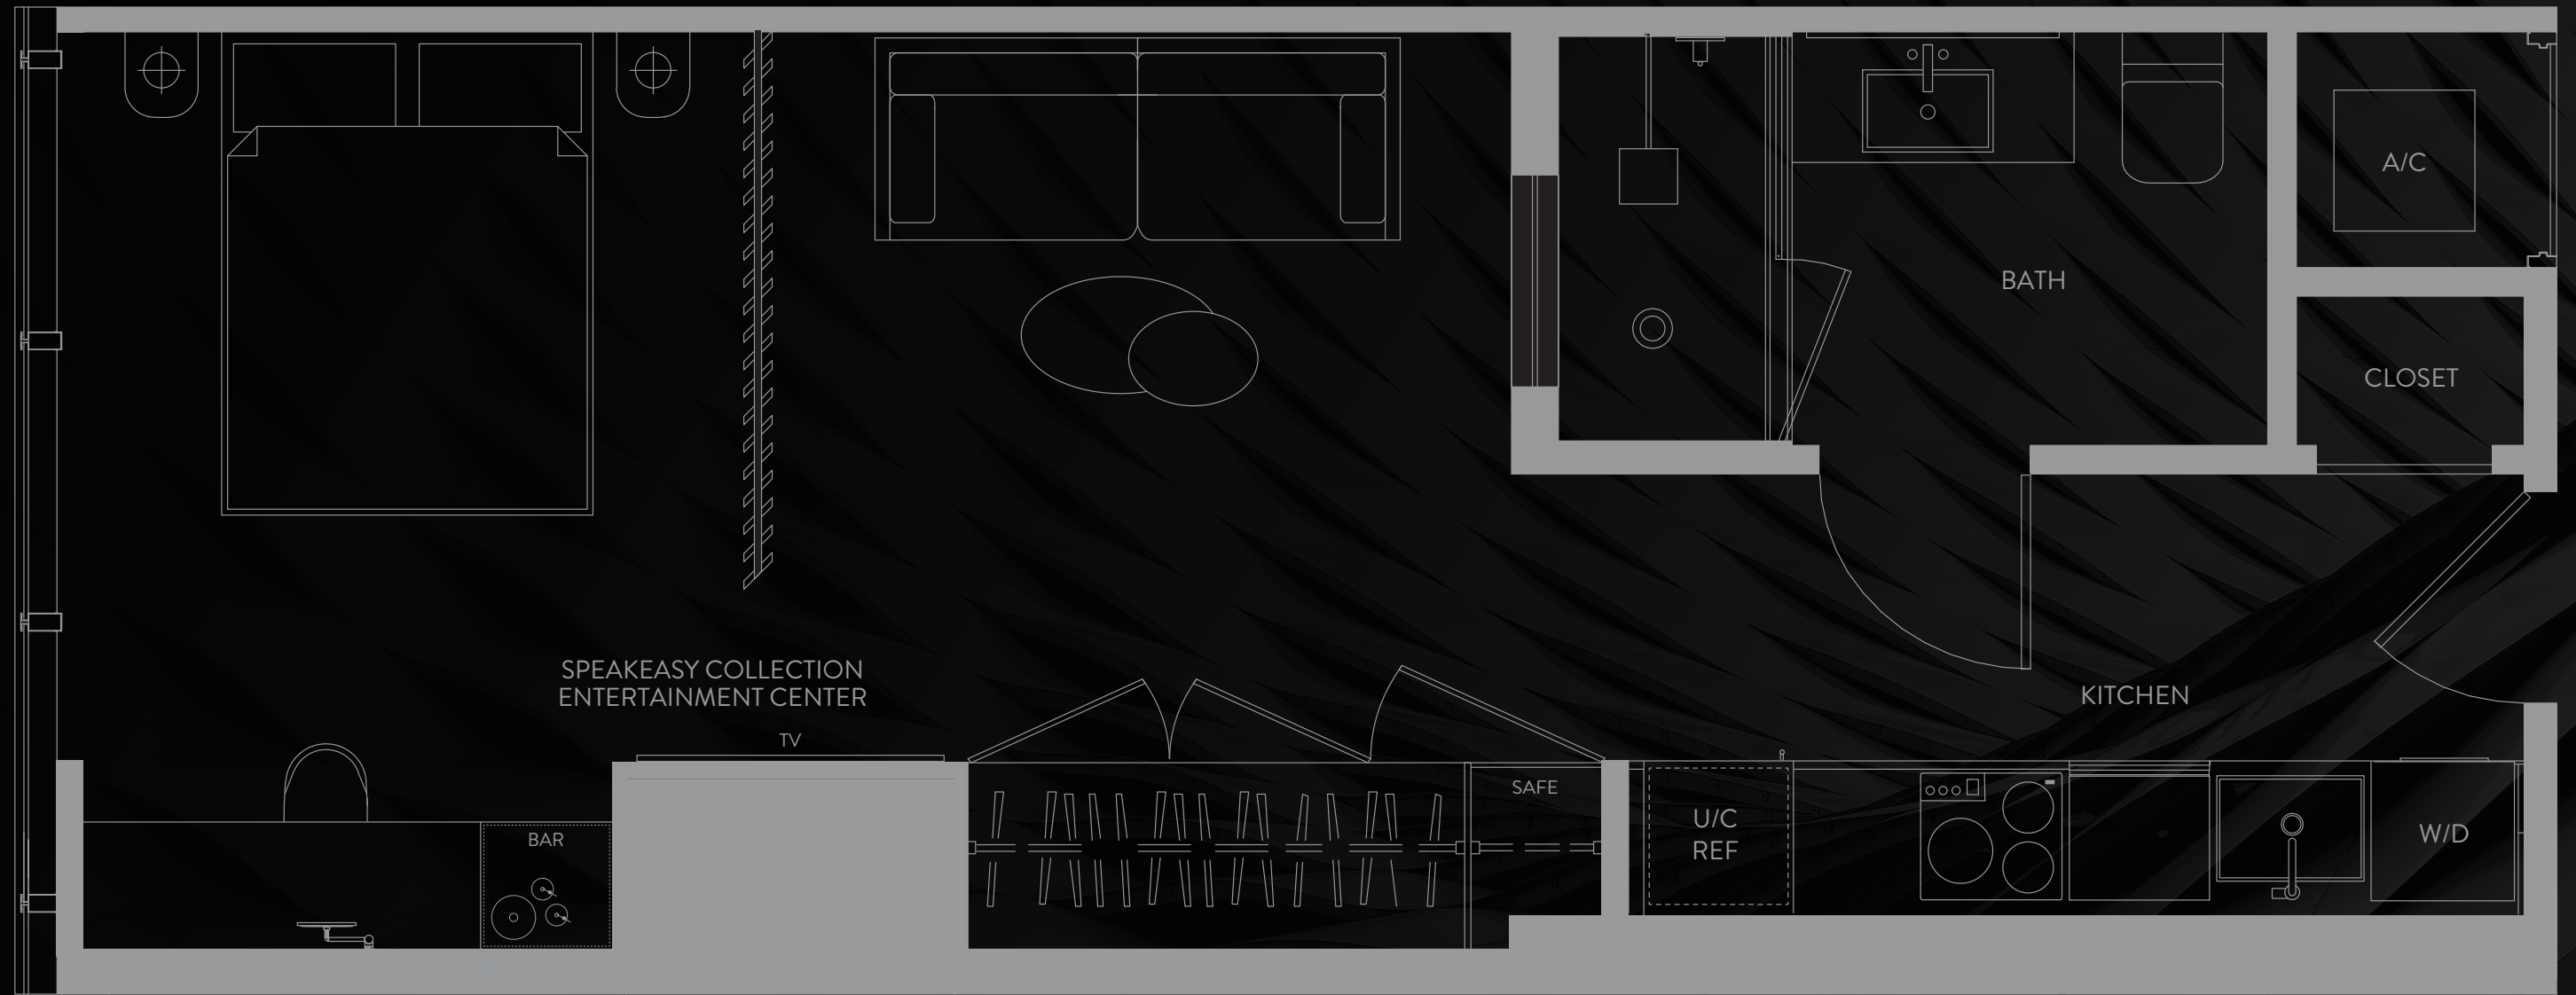 A/C
BATH
CLOSET
SPEAKEASY COLLECTION
ENTERTAINMENT CENTER
TV
KITCHEN
SAFE
BAR
U/C
REF
W/D